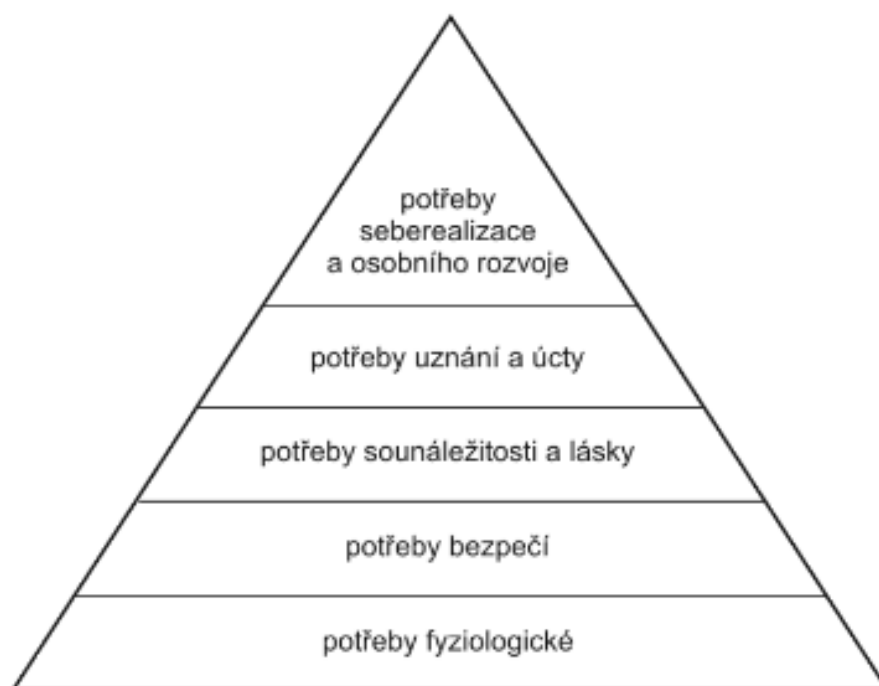 potřeby
seberealizace
a osobního rozvoje
potřeby uznání a úcty
potřeby sounáležitosti a lásky
potřeby bezpečí
potřeby fyziologické